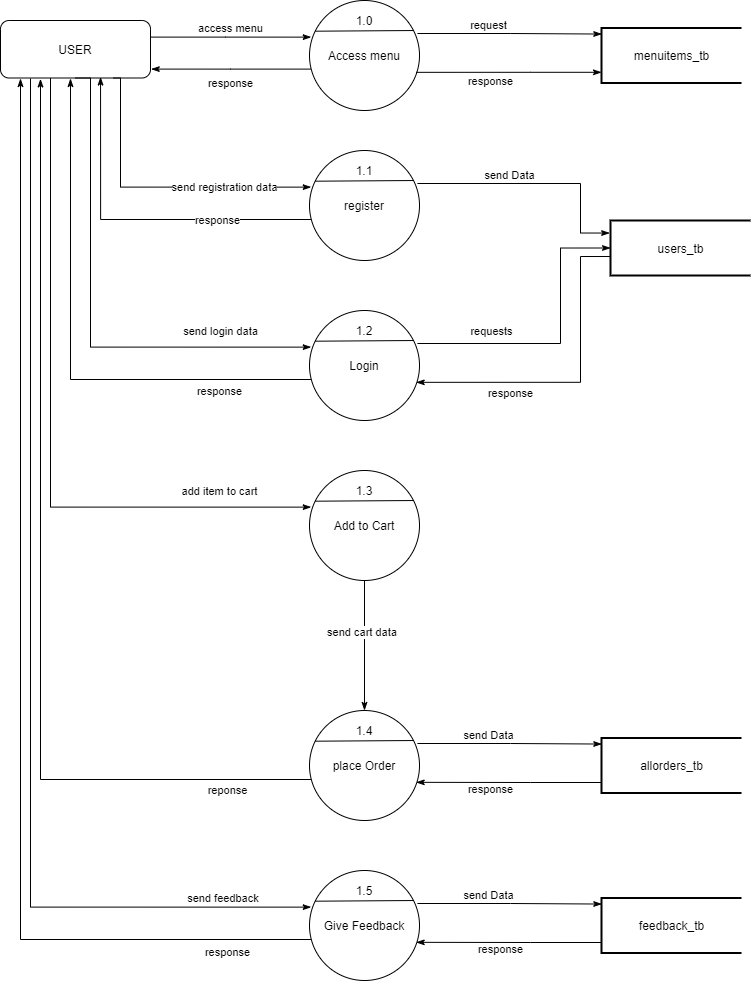 USER
access menu
response
1.0
Access menu
request
response
menuitems_tb
send registration data
response
1.1
register
send Data
users_tb
send login data
response
1.2
Login
requests
response
add item to cart
1.3
Add to Cart
send cart data
1.4
place Order
reponse
send Data
response
allorders_tb
send feedback
response
1.5
Give Feedback
send Data
response
feedback_tb